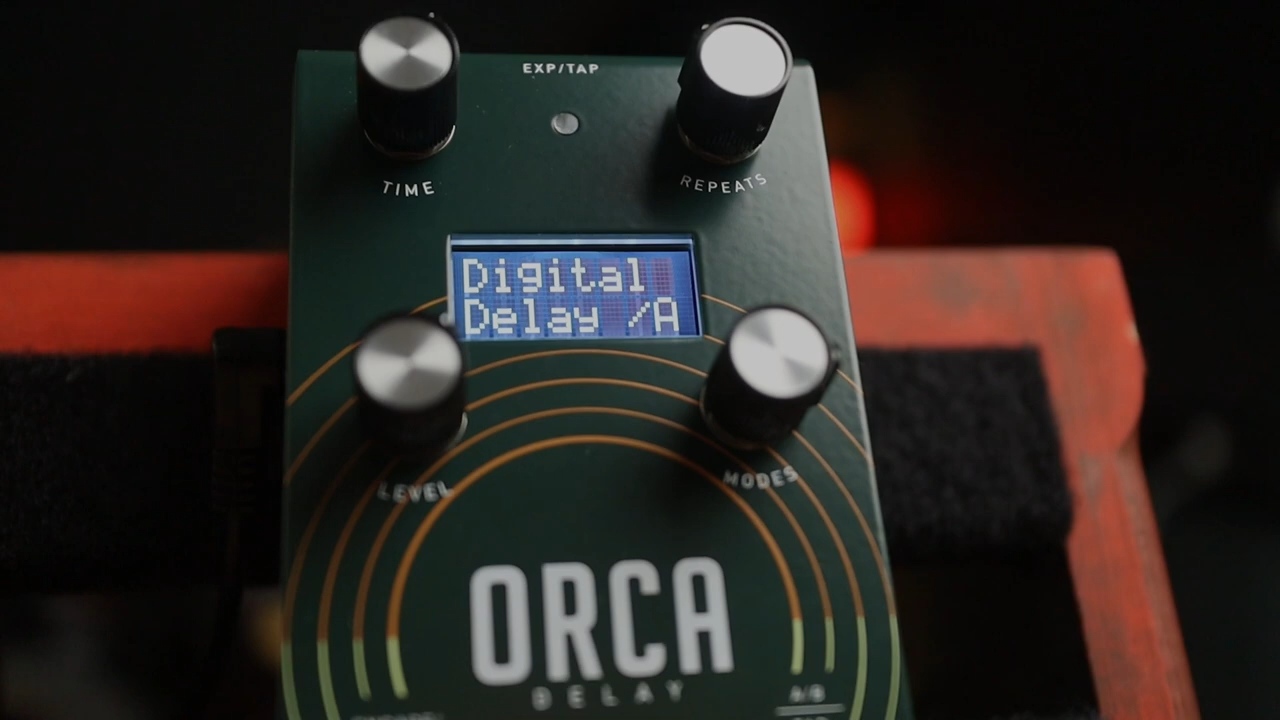 EXP/TAP
TIME
REPEATS
Digital
Delay /A
LEVEL
MODES
ORCA
DELAY
A/B